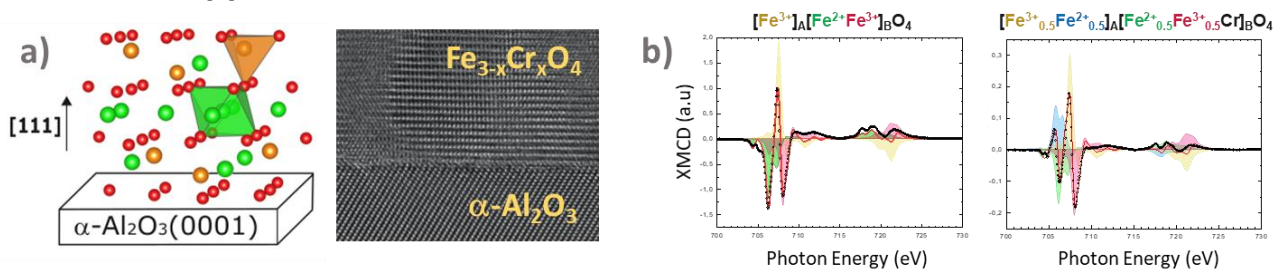 a)
[111]
α-Al2O3(0001)
Fe3-xCrxO4
α-Al2O3
b)
[Fe3+]A[Fe2+Fe3+]BO4
XMCD (a.u)
2,0
1,5
1,0
0,5
0,0
-0,5
-1,0
-1,5
700 705 710 715 720 725 730
Photon Energy (eV)
[Fe3+0.5Fe2+0.5]A[Fe2+0.5Fe3+0.5Cr]BO4
0,3
0,2
0,1
0,0
-0,1
-0,2
700 705 710 715 720 725 730
Photon Energy (eV)